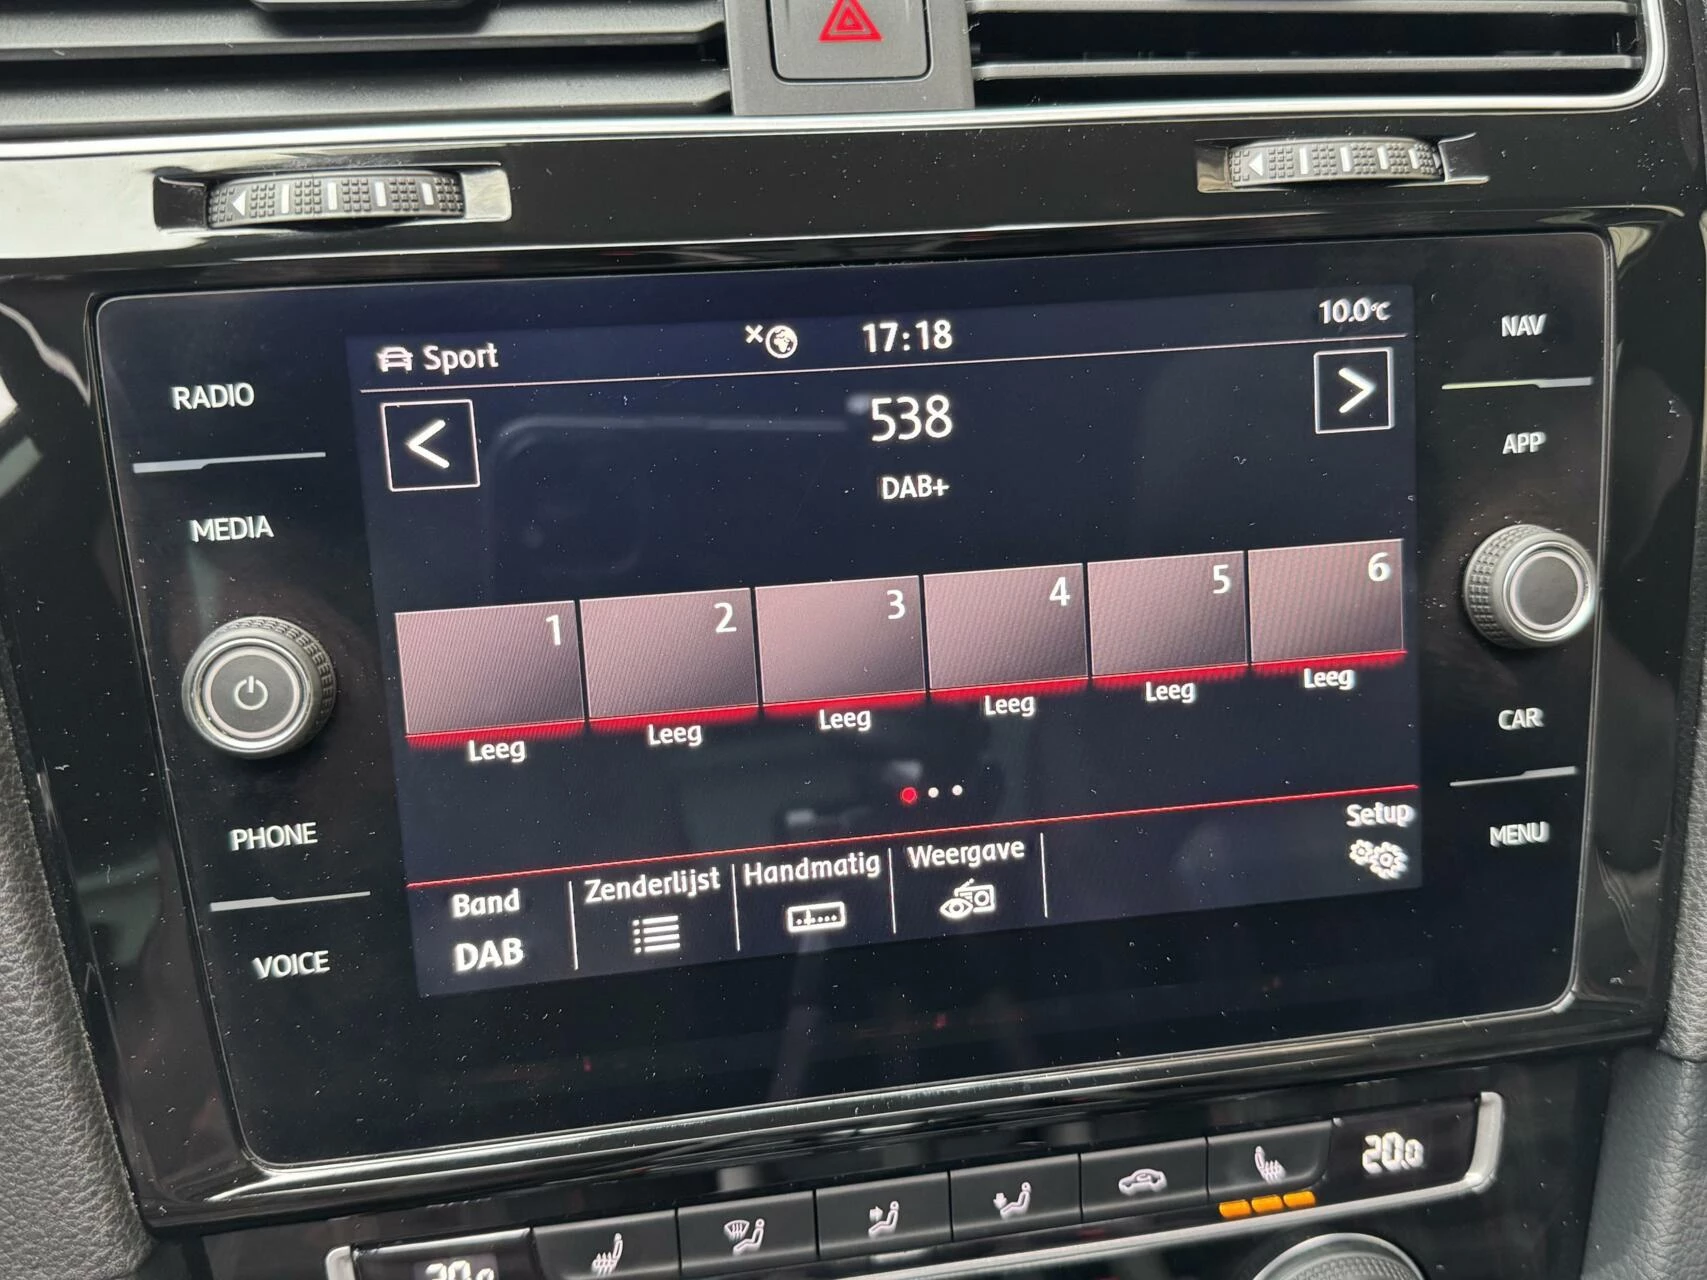 Sport
17:18
10.0°C
NAV
RADIO
<
538
>
DAB+
APP
MEDIA
1
2
3
4
5
6
Leeg
Leeg
Leeg
Leeg
Leeg
Leeg
CAR
PHONE
Band
DAB
Zenderlijst
Handmatig
Weergave
Setup
MENU
VOICE
20.0